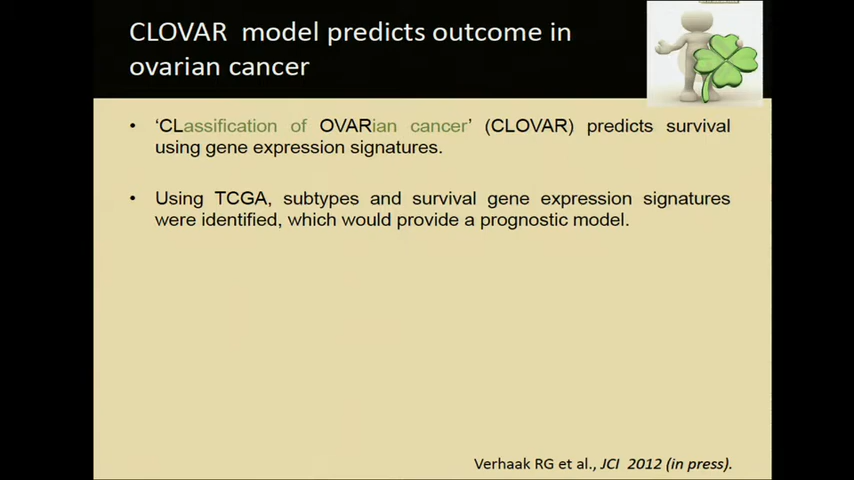 CLOVAR model predicts outcome in
ovarian cancer
• 'CLassification of OVARian cancer' (CLOVAR) predicts survival
using gene expression signatures.
• Using TCGA, subtypes and survival gene expression signatures
were identified, which would provide a prognostic model.
Verhaak RG et al., JCI 2012 (in press).